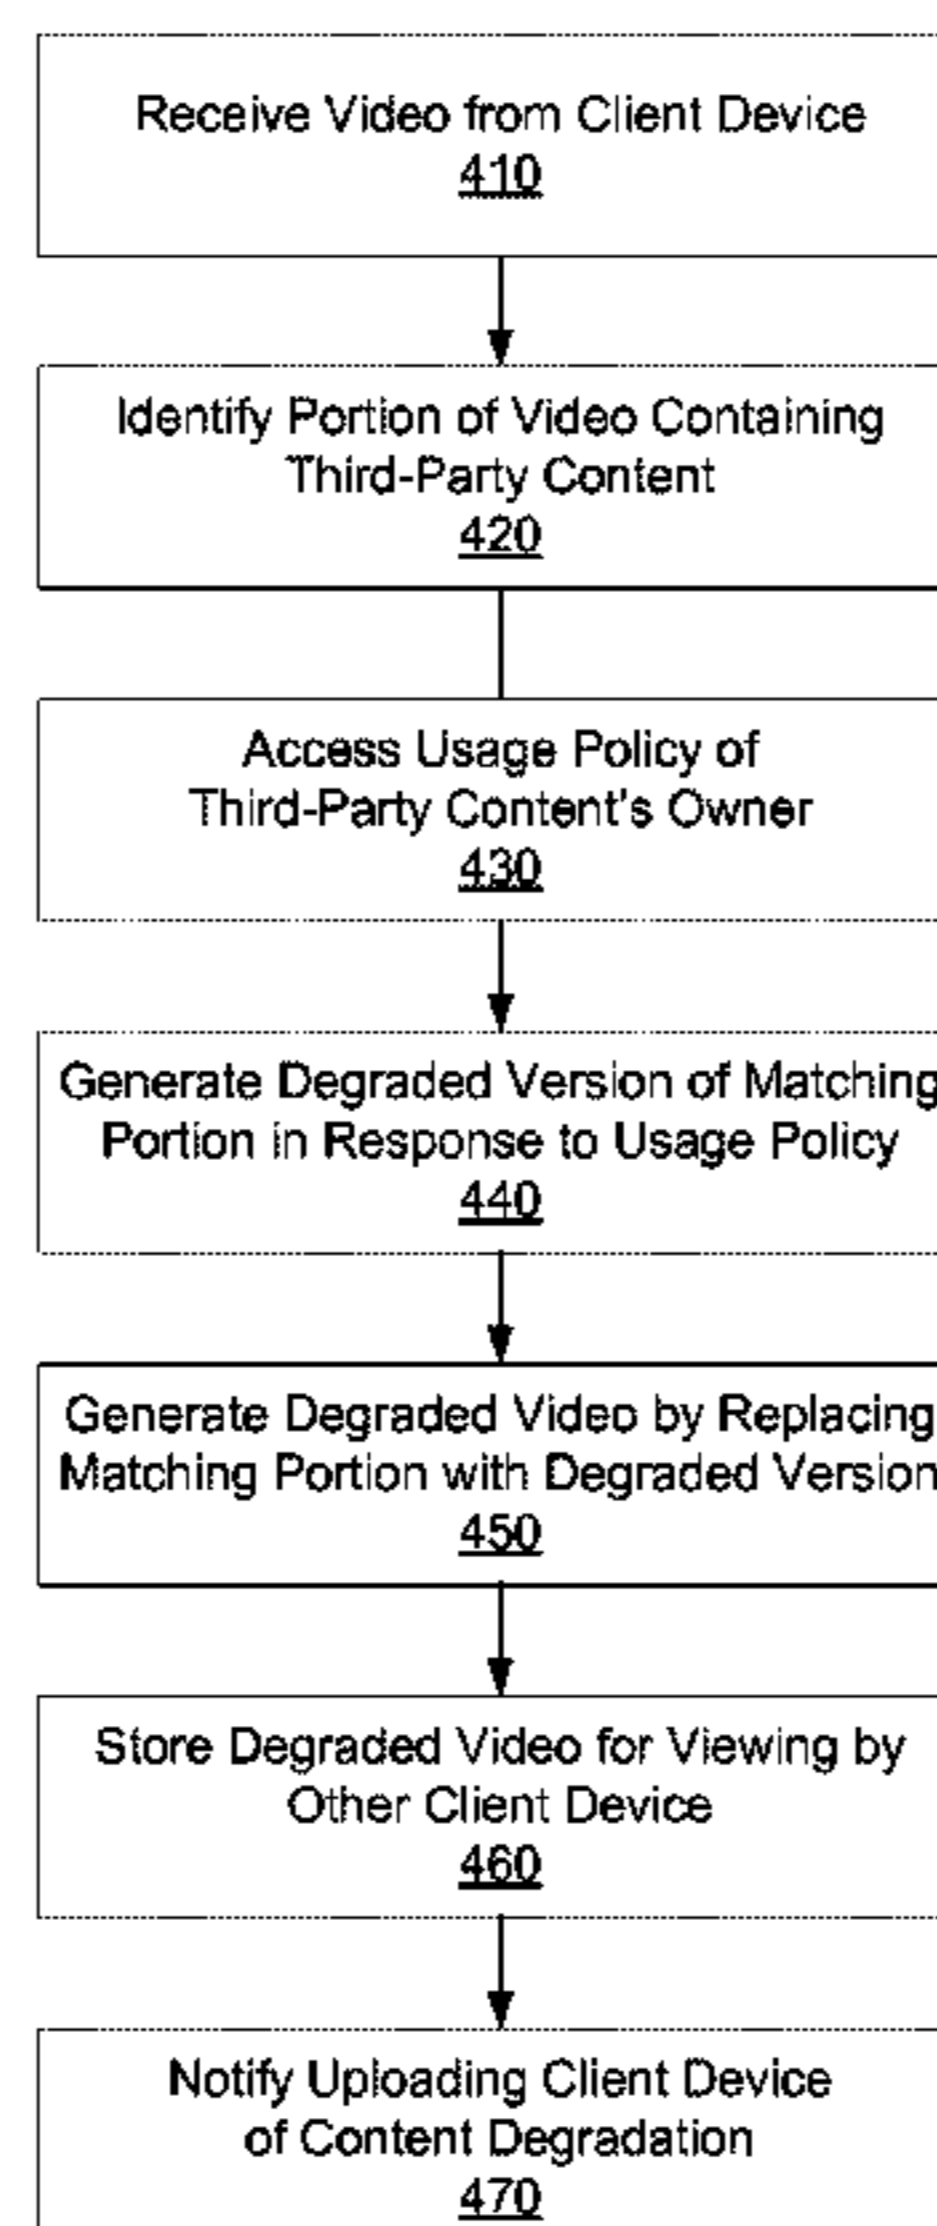 Receive Video from Client Device
410
Identify Portion of Video Containing
Third-Party Content
420
Access Usage Policy of
Third-Party Content's Owner
430
Generate Degraded Version of Matching
Portion in Response to Usage Policy
440
Generate Degraded Video by Replacing
Matching Portion with Degraded Version
450
Store Degraded Video for Viewing by
Other Client Device
460
Notify Uploading Client Device
of Content Degradation
470